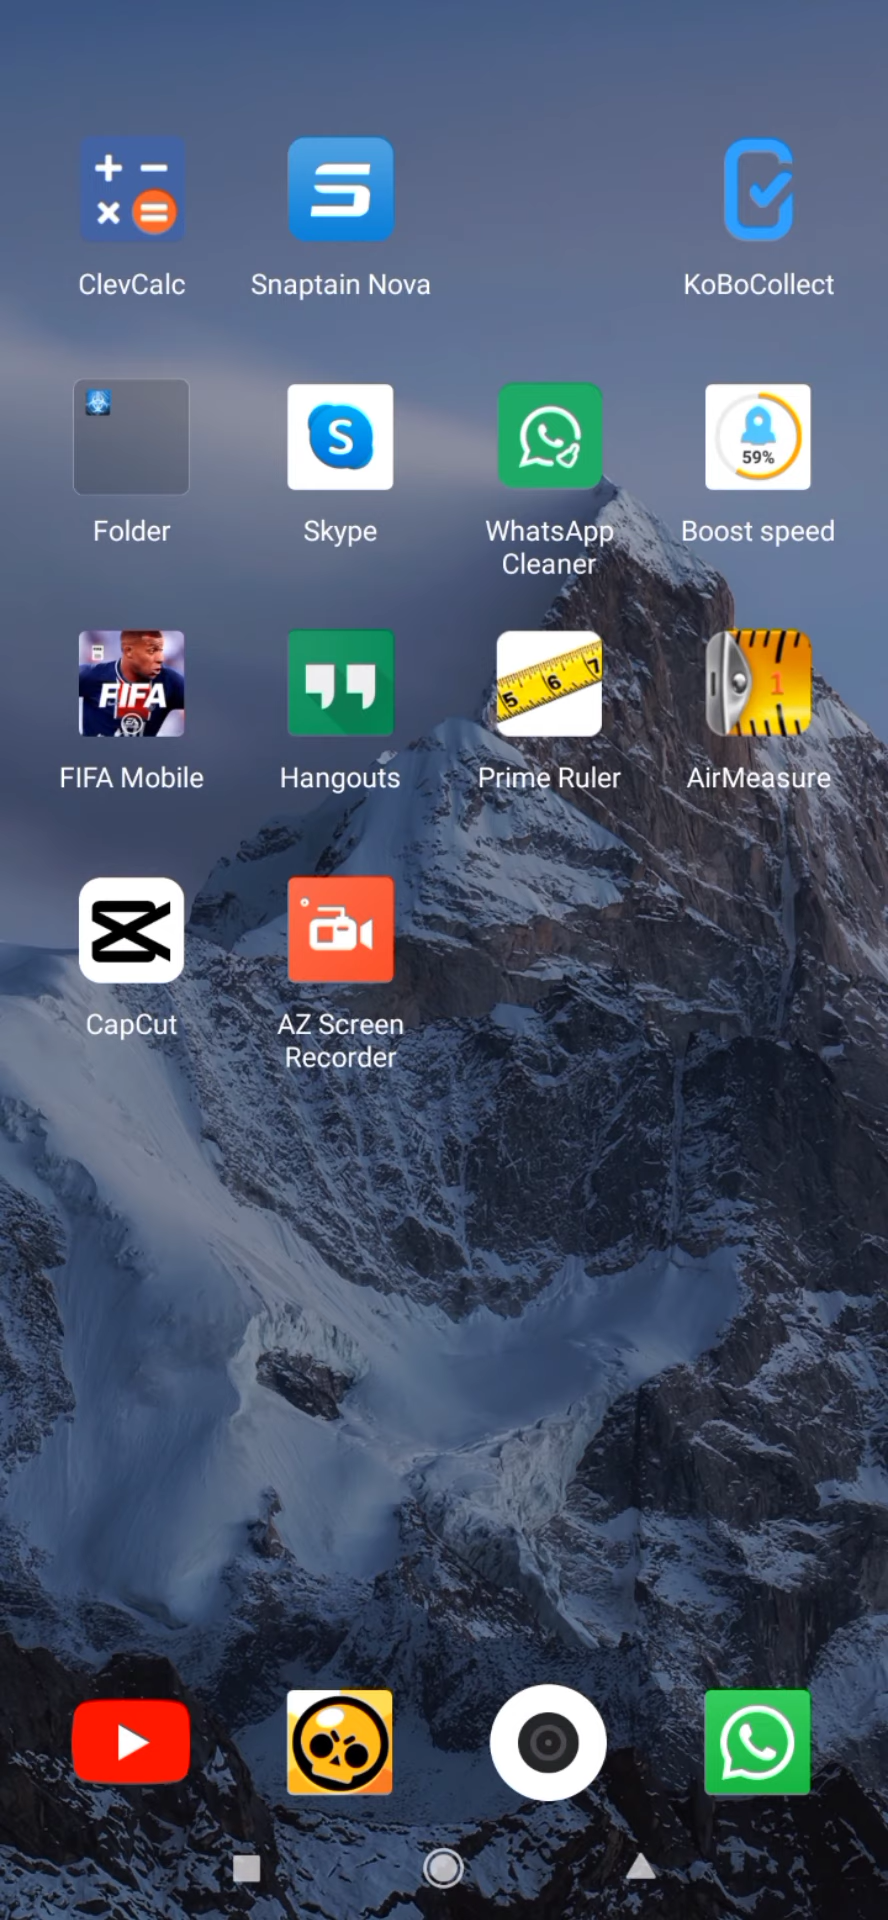 ClevCalc
Snaptain Nova
KoBoCollect
Folder
Skype
59%
WhatsApp
Cleaner
Boost speed
FIFA
5 6 7
1
FIFA Mobile
Hangouts
Prime Ruler
AirMeasure
CapCut
AZ Screen
Recorder